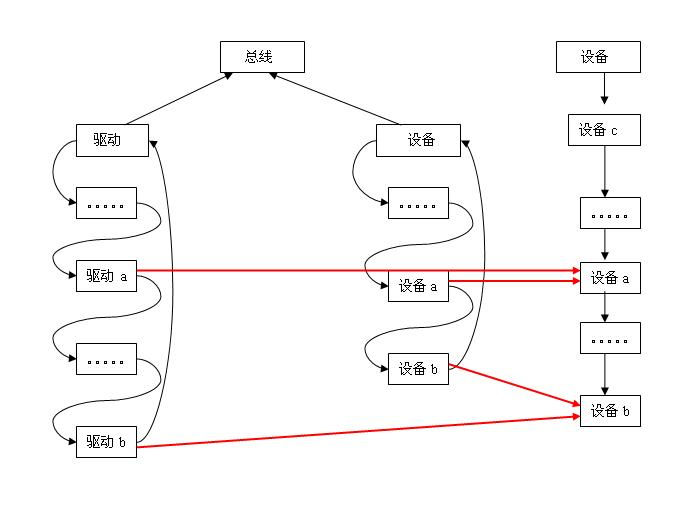 总线
设备
设备 c
驱动
设备
。。。。。
。。。。。
。。。。。
驱动 a
设备 a
设备 a
。。。。。
。。。。。
设备 b
设备 b
驱动 b